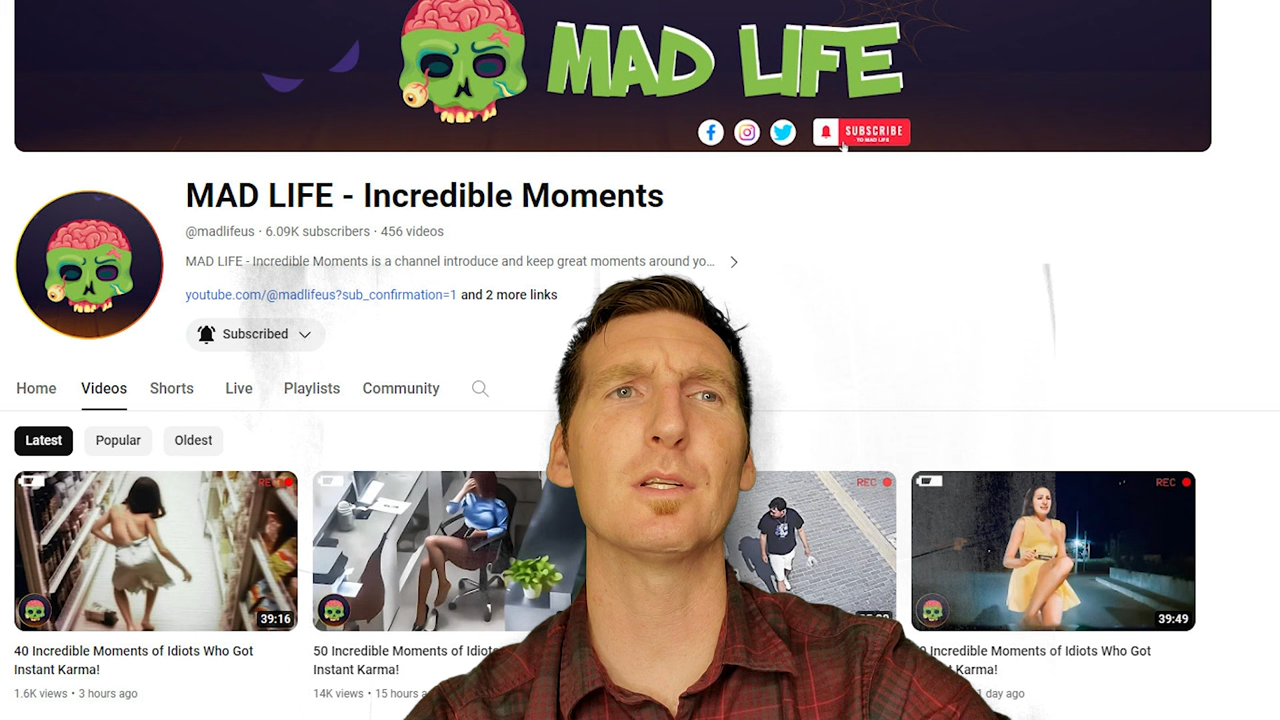 MAD LIFE
SUBSCRIBE
TO MAD LIFE
MAD LIFE - Incredible Moments
@madlifeus · 6.09K subscribers · 456 videos
MAD LIFE - Incredible Moments is a channel introduce and keep great moments around yo...
youtube.com/@madlifeus?sub_confirmation=1 and 2 more links
Subscribed
Home Videos Shorts Live Playlists Community
Latest Popular Oldest
REC
REC
REC
39:16
39:49
40 Incredible Moments of Idiots Who Got
Instant Karma!
1.6K views · 3 hours ago
50 Incredible Moments of Idiots
Instant Karma!
14K views · 15 hours
Incredible Moments of Idiots Who Got
Karma!
1 day ago